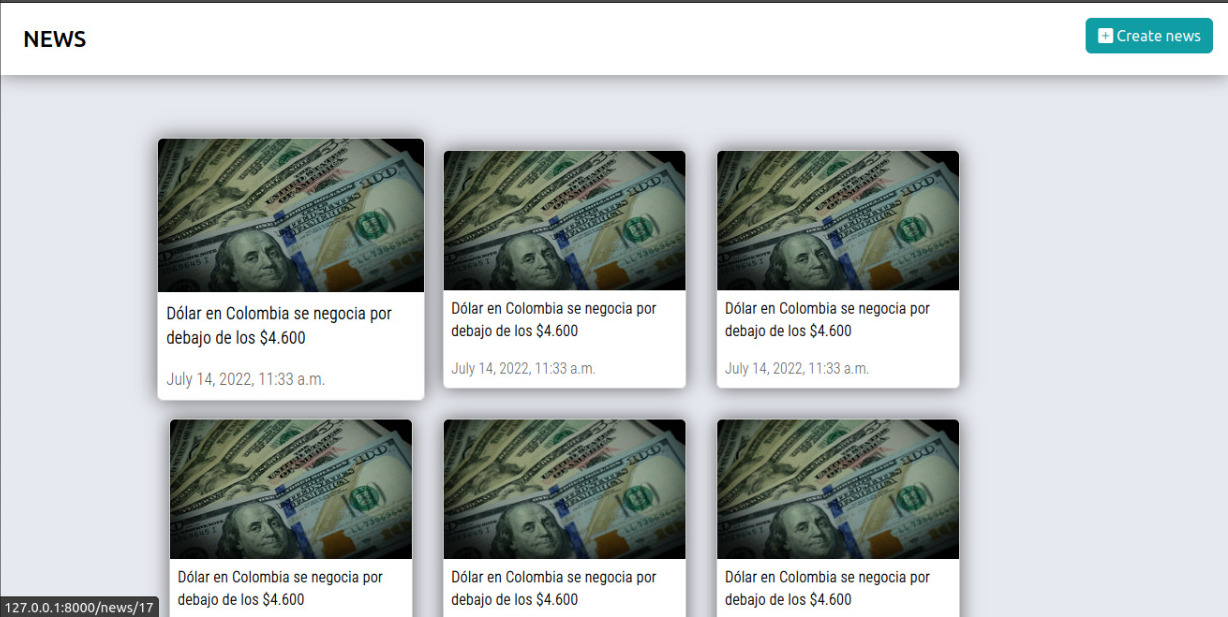 NEWS
Create news
Dólar en Colombia se negocia por
debajo de los $4.600
July 14, 2022, 11:33 a.m.
Dólar en Colombia se negocia por
debajo de los $4.600
July 14, 2022, 11:33 a.m.
Dólar en Colombia se negocia por
debajo de los $4.600
July 14, 2022, 11:33 a.m.
Dólar en Colombia se negocia por
debajo de los $4.600
Dólar en Colombia se negocia por
debajo de los $4.600
Dólar en Colombia se negocia por
debajo de los $4.600
127.0.0.1:8000/news/17